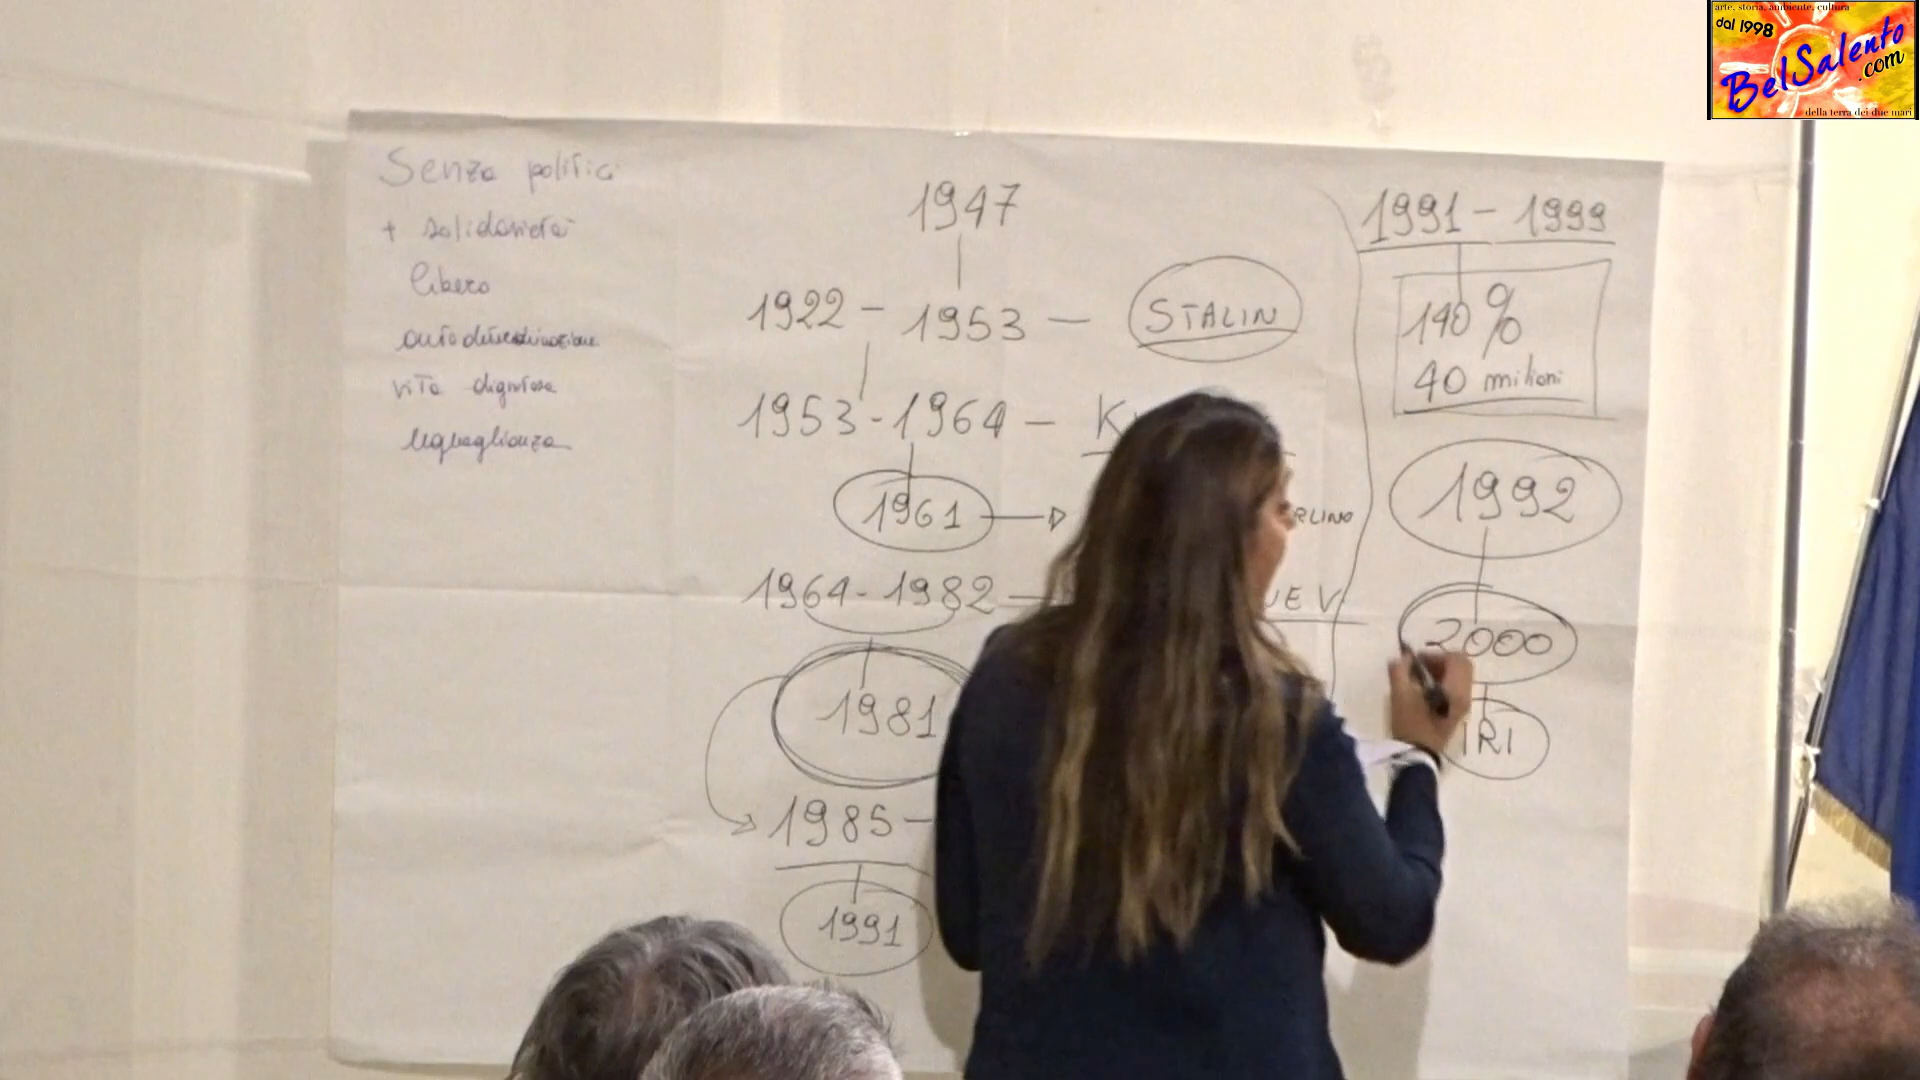 arte, storia, ambiente, cultura
dal 1998
BelSalento
.com
della terra dei due mari
Senza politici
+ solidarietà
libero
autodeterminazione
vita dignitosa
uguaglianza
1947
1922 - 1953 - STALIN
1953-1964 - K
1961 RLINO
1964-1982 - UEV
1981
1985 -
1991
1991 - 1999
140 %
40 milioni
1992
2000
IRI